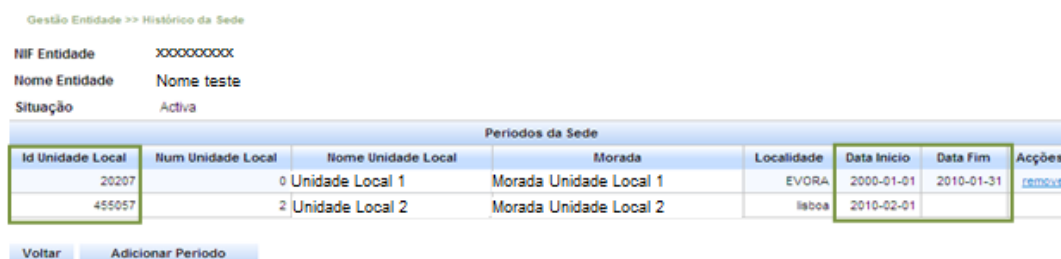 Gestão Entidade >> Histórico da Sede
NIF Entidade XXXXXXXXX
Nome Entidade Nome teste
Situação Activa
Períodos da Sede
Id Unidade Local Num Unidade Local Nome Unidade Local Morada Localidade Data Inicio Data Fim Acções
20207 0 Unidade Local 1 Morada Unidade Local 1 EVORA 2000-01-01 2010-01-31 remove
455057 2 Unidade Local 2 Morada Unidade Local 2 lisboa 2010-02-01
Voltar Adicionar Periodo